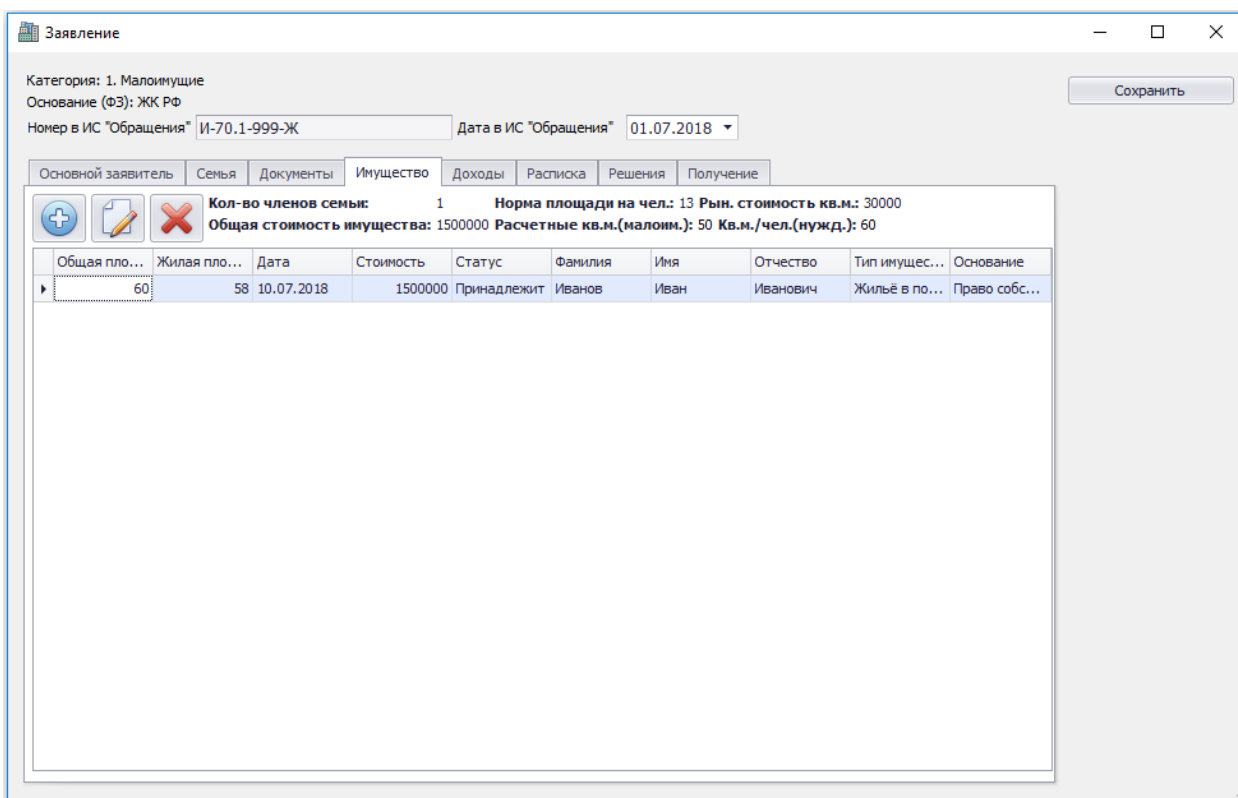 Заявление
Категория: 1. Малоимущие
Сохранить
Основание (ФЗ): ЖК РФ
Номер в ИС "Обращения" И-70.1-999-Ж Дата в ИС "Обращения" 01.07.2018
Основной заявитель Семья Документы Имущество Доходы Расписка Решения Получение
Кол-во членов семьи: 1 Норма площади на чел.: 13 Рын. стоимость кв.м.: 30000
Общая стоимость имущества: 1500000 Расчетные кв.м.(малоим.): 50 Кв.м./чел.(нужд.): 60
Общая пло... Жилая пло... Дата Стоимость Статус Фамилия Имя Отчество Тип имущес... Основание
60 58 10.07.2018 1500000 Принадлежит Иванов Иван Иванович Жильё в по... Право собс...